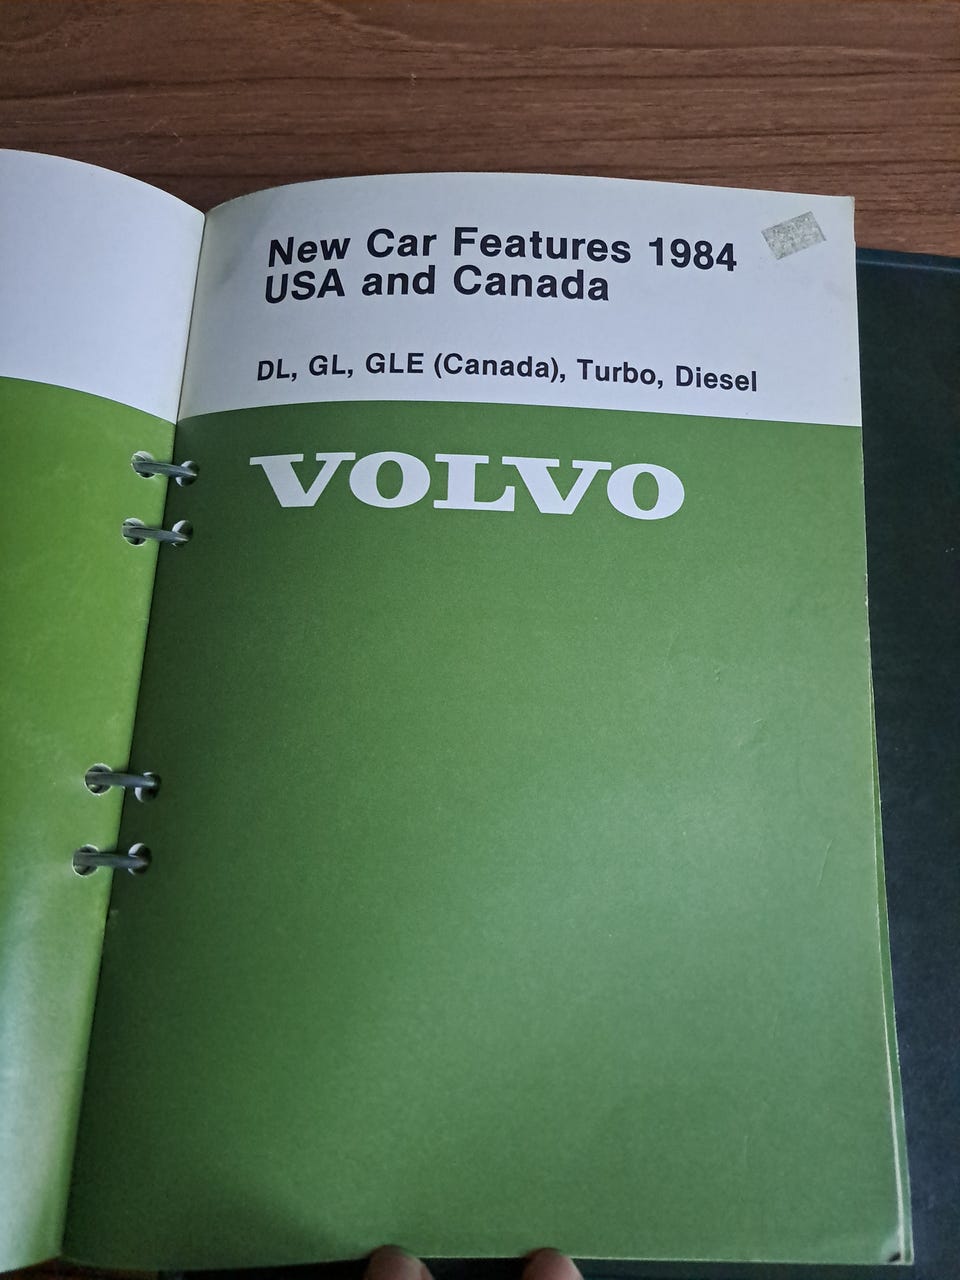 New Car Features 1984
USA and Canada
DL, GL, GLE (Canada), Turbo, Diesel
VOLVO